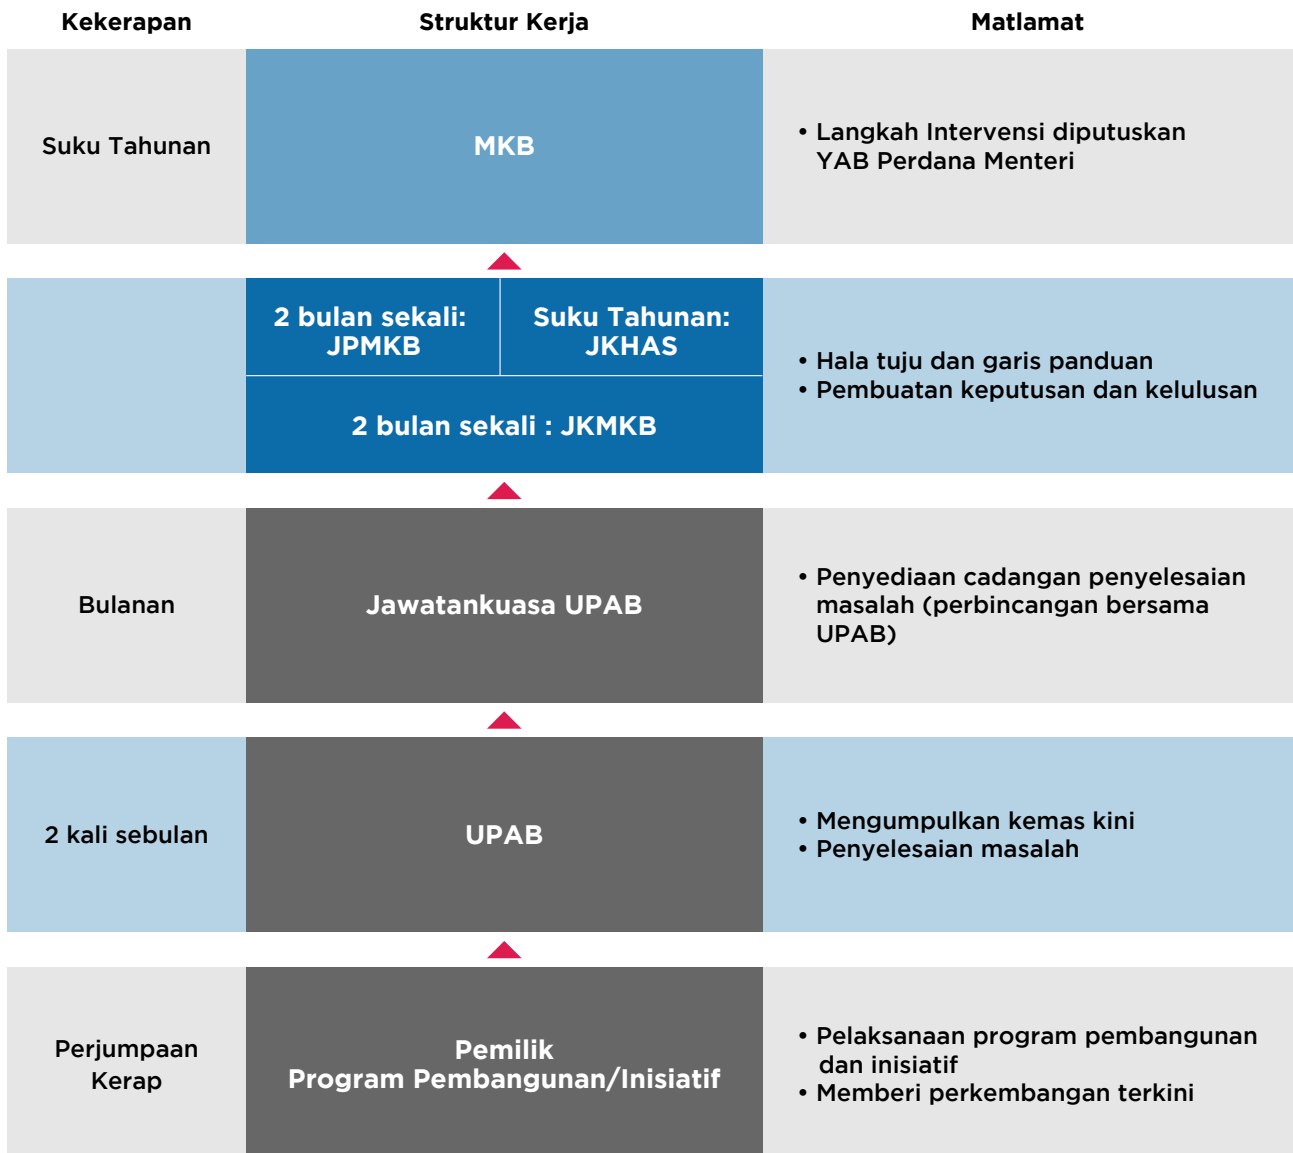 Kekerapan
Struktur Kerja
Matlamat
Suku Tahunan
MKB
• Langkah Intervensi diputuskan
YAB Perdana Menteri
2 bulan sekali:
JPMKB
Suku Tahunan:
JKHAS
2 bulan sekali : JKMKB
• Hala tuju dan garis panduan
• Pembuatan keputusan dan kelulusan
Bulanan
Jawatankuasa UPAB
• Penyediaan cadangan penyelesaian
masalah (perbincangan bersama
UPAB)
2 kali sebulan
UPAB
• Mengumpulkan kemas kini
• Penyelesaian masalah
Perjumpaan
Kerap
Pemilik
Program Pembangunan/Inisiatif
• Pelaksanaan program pembangunan
dan inisiatif
• Memberi perkembangan terkini